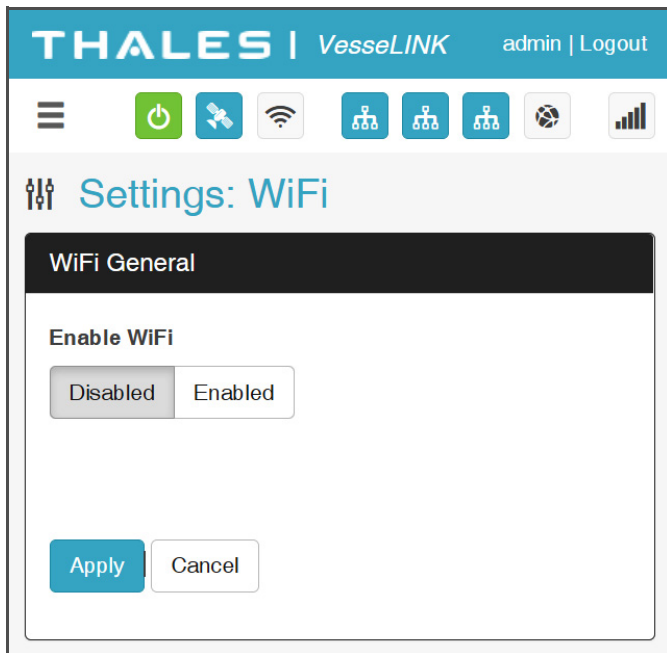 THALES | VesseLINK admin | Logout
Settings: WiFi
WiFi General
Enable WiFi
Disabled Enabled
Apply Cancel